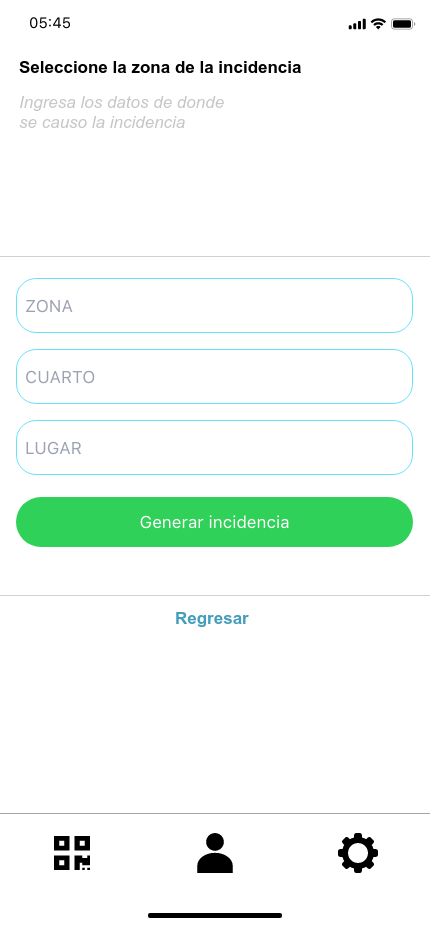 05:45
Seleccione la zona de la incidencia
Ingresa los datos de donde
se causo la incidencia
ZONA
CUARTO
LUGAR
Generar incidencia
Regresar